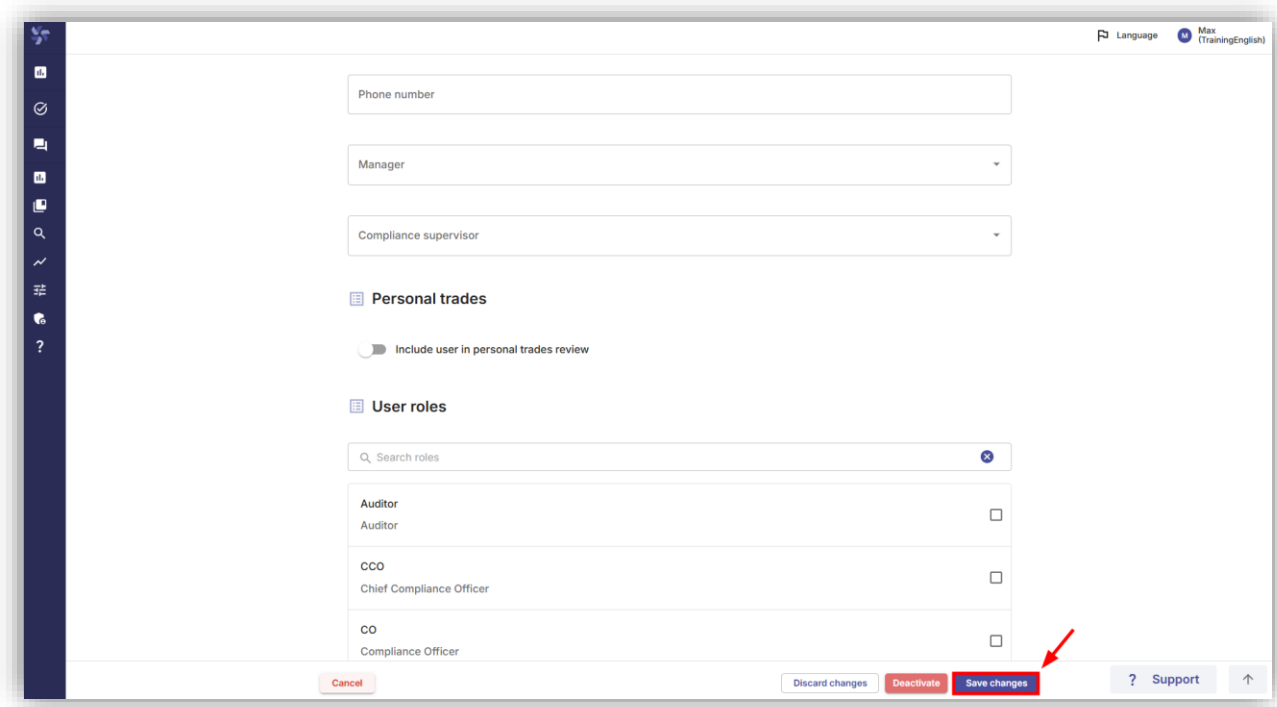 Language
M
Max
(TrainingEnglish)
Phone number
Manager
Compliance supervisor
Personal trades
Include user in personal trades review
User roles
Search roles
Auditor
Auditor
CCO
Chief Compliance Officer
CO
Compliance Officer
Cancel
Discard changes
Deactivate
Save changes
? Support
?